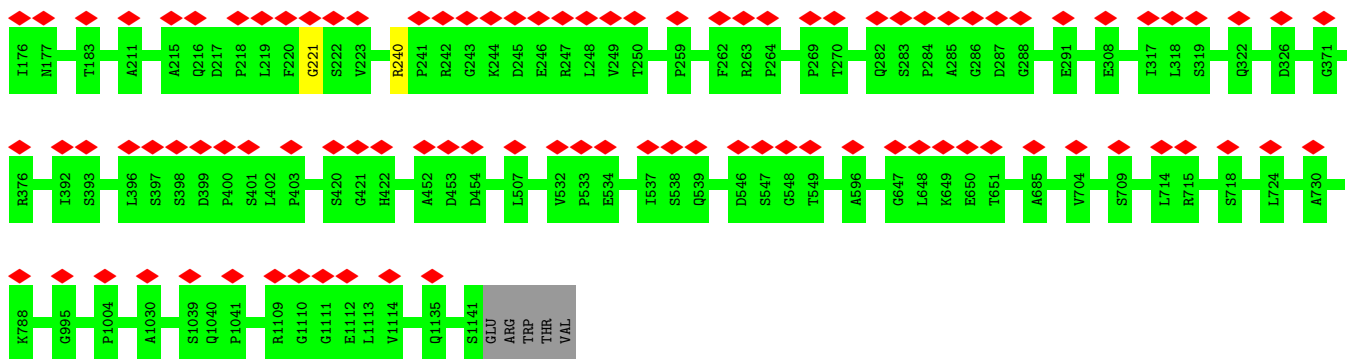 I176 N177 T183 A211 A215 Q216 D217 P218 L219 F220 G221 S222 V223 R240 P241 R242 G243 K244 D245 E246 R247 L248 V249 T250 P259 F262 R263 P264 P269 T270 Q282 S283 P284 A285 G286 D287 G288 E291 E308 I317 L318 S319 Q322 D326 G371
R376 I392 S393 L396 S397 S398 D399 P400 S401 L402 P403 S420 G421 H422 A452 D453 D454 L507 V532 P533 E534 I537 S538 Q539 D546 S547 G548 T549 A596 G647 L648 K649 E650 T651 A685 V704 S709 L714 R715 S718 L724 A730
K788 G995 P1004 A1030 S1039 Q1040 P1041 R1109 G1110 G1111 E1112 L1113 V1114 Q1135 S1141 GLU ARG TRP THR VAL